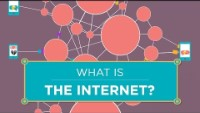 WHAT IS
THE INTERNET?